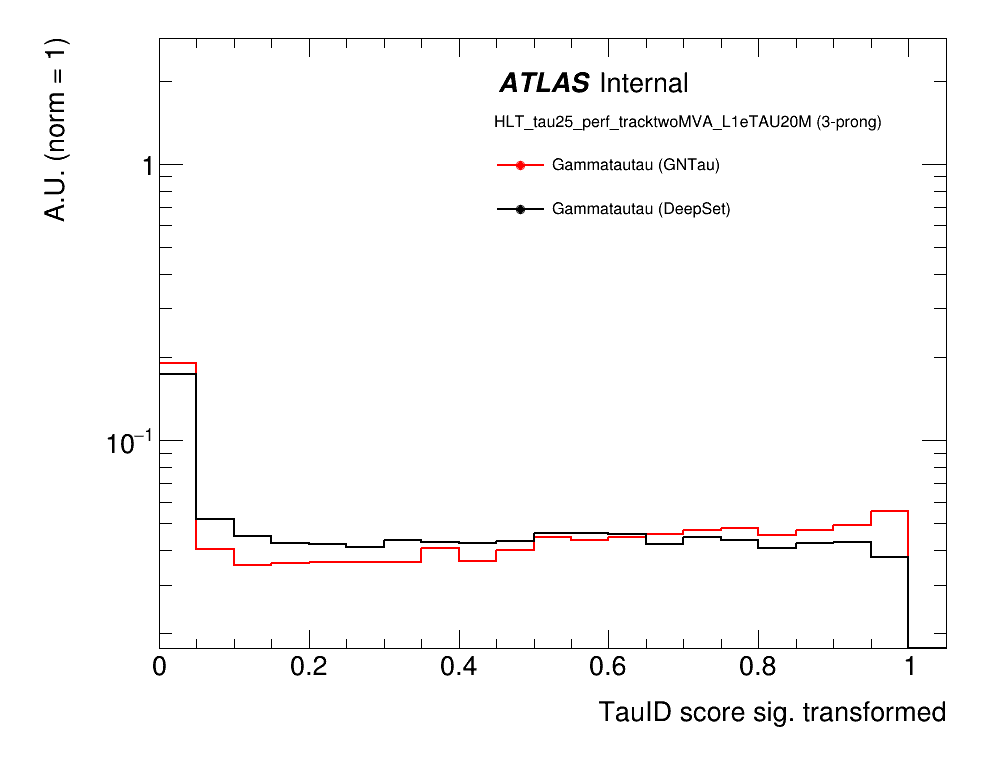 A.U. (norm = 1)
ATLAS Internal
HLT_tau25_perf_tracktwoMVA_L1eTAU20M (3-prong)
Gammatautau (GNTau)
Gammatautau (DeepSet)
1
10⁻¹
0 0.2 0.4 0.6 0.8 1
TauID score sig. transformed